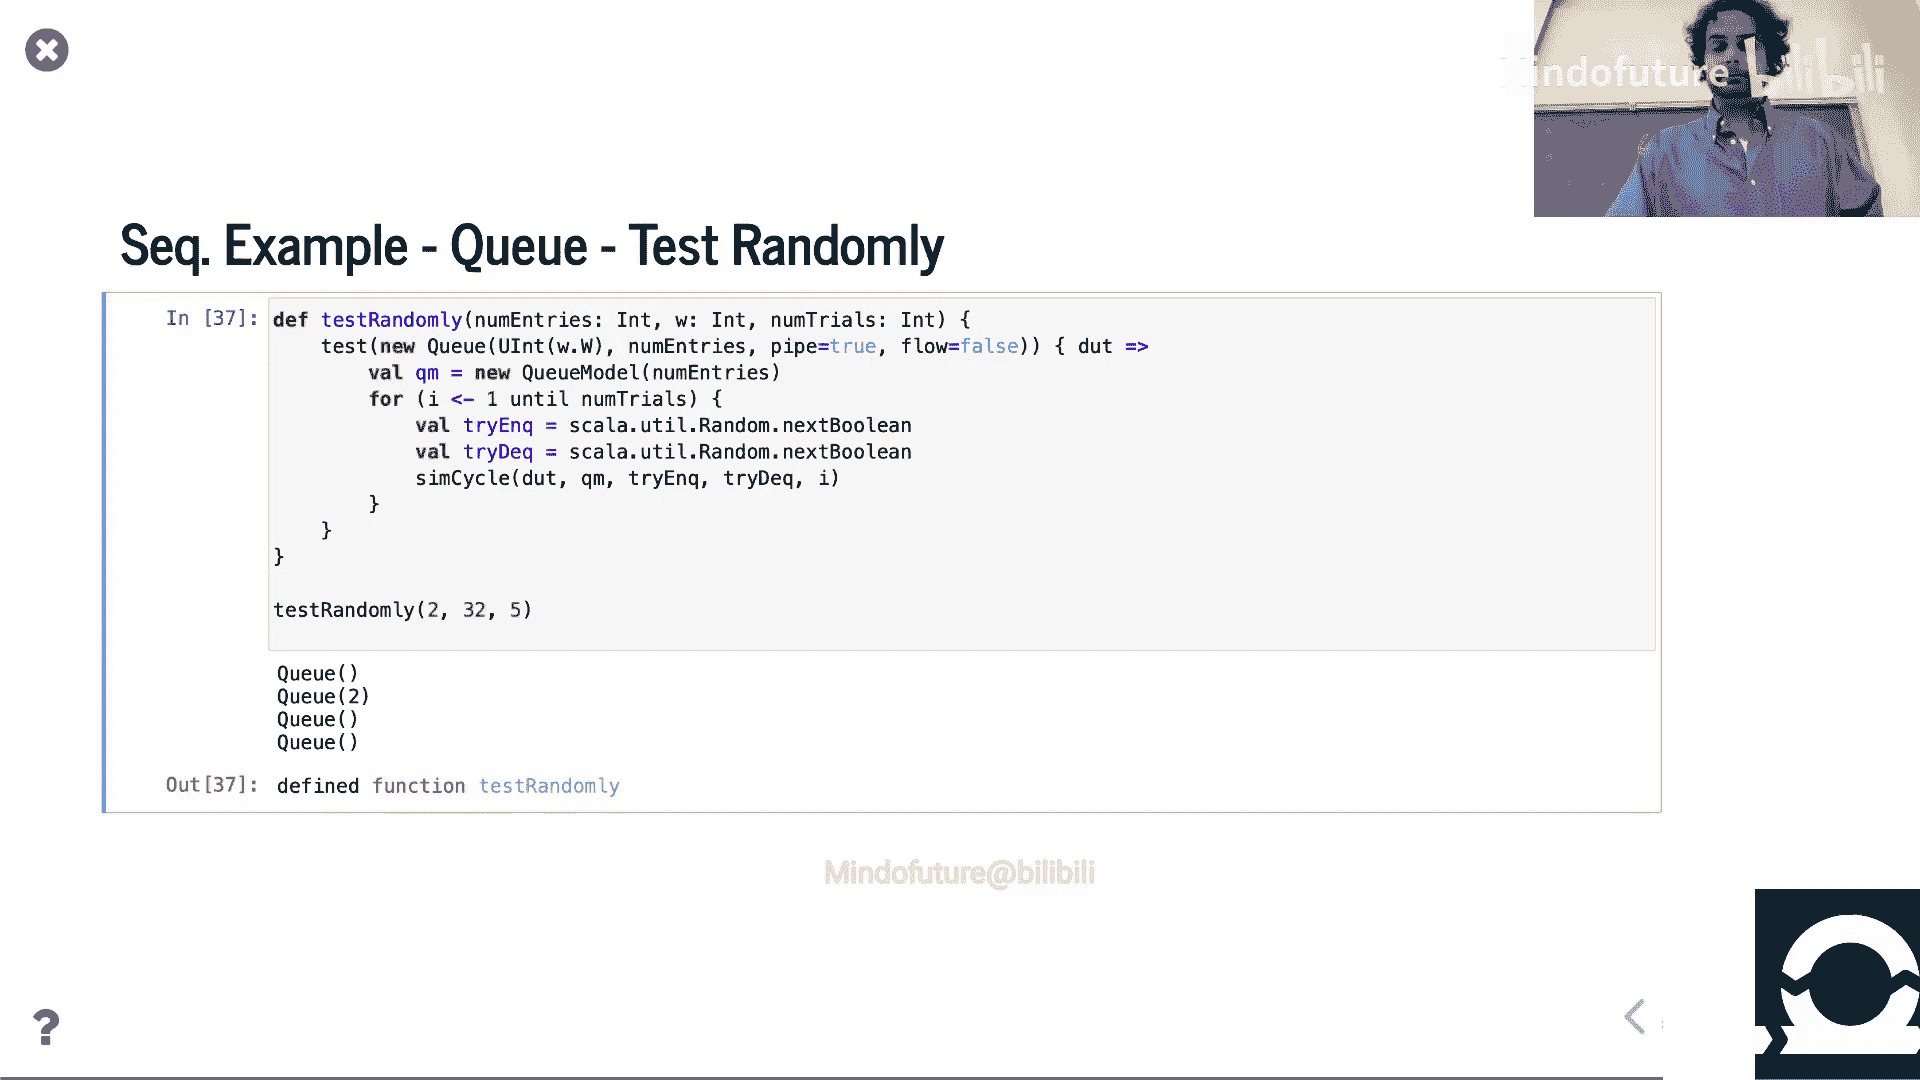 Mindofuture bilibili
Seq. Example - Queue - Test Randomly
In [37]:
def testRandomly(numEntries: Int, w: Int, numTrials: Int) {
    test(new Queue(UInt(w.W), numEntries, pipe=true, flow=false)) { dut =>
        val qm = new QueueModel(numEntries)
        for (i <- 1 until numTrials) {
            val tryEnq = scala.util.Random.nextBoolean
            val tryDeq = scala.util.Random.nextBoolean
            simCycle(dut, qm, tryEnq, tryDeq, i)
        }
    }
}
testRandomly(2, 32, 5)
Queue()
Queue(2)
Queue()
Queue()
Out[37]: defined function testRandomly
Mindofuture@bilibili
?